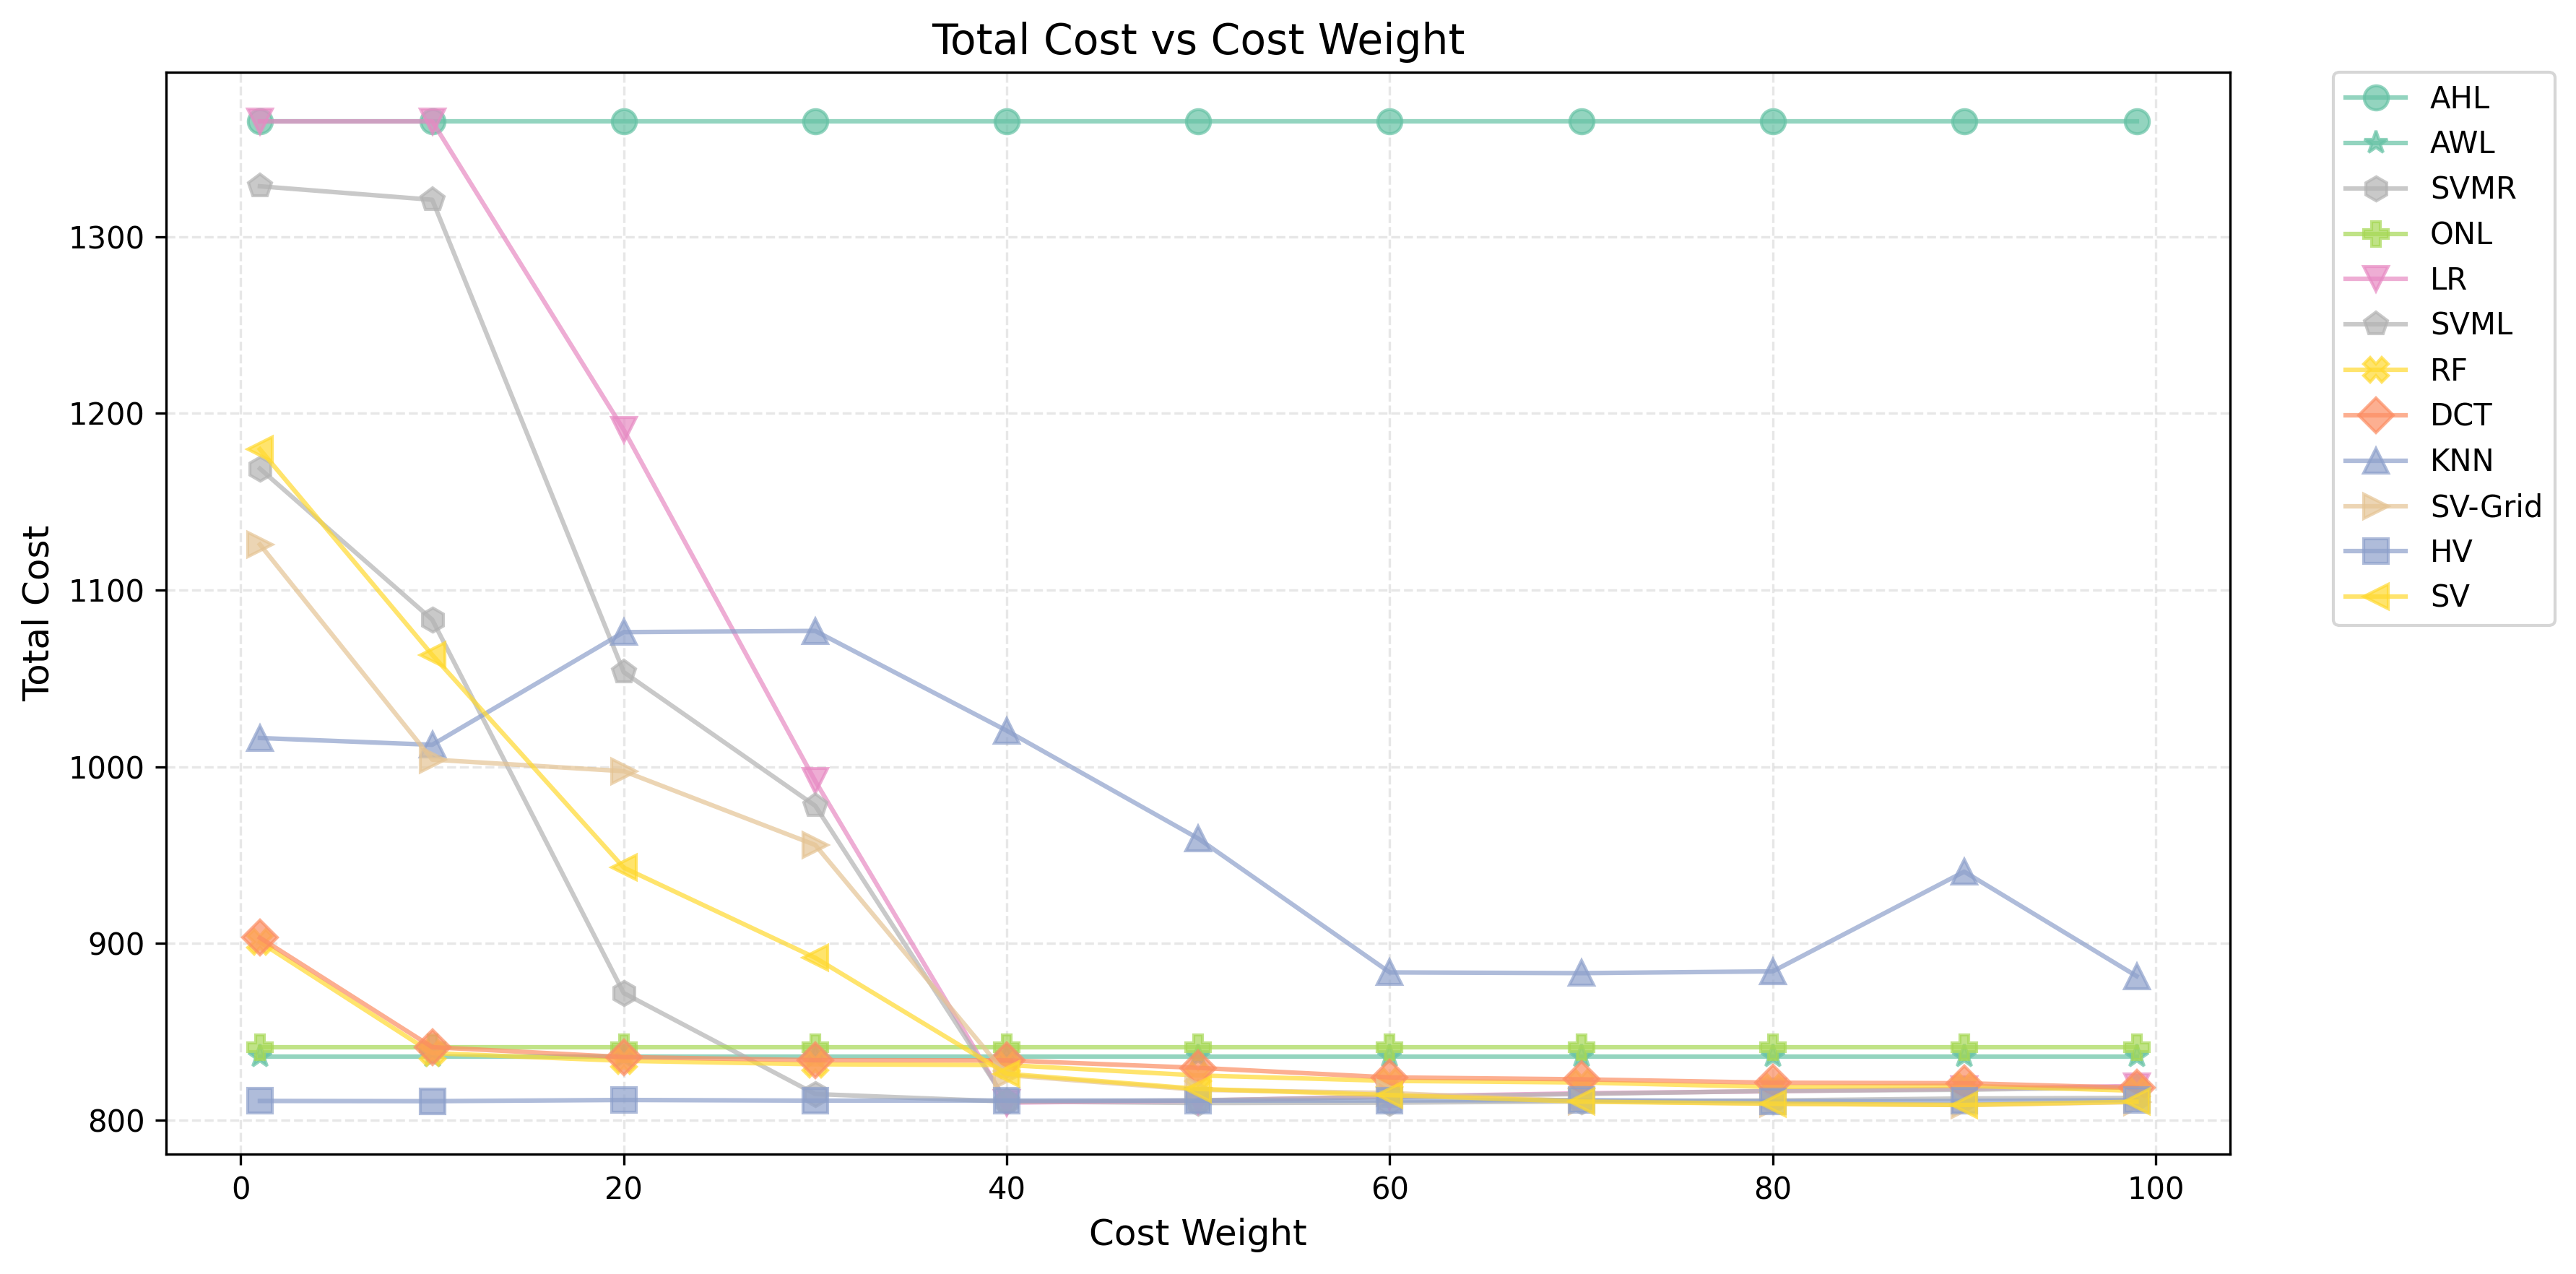 Total Cost vs Cost Weight
Total Cost
1300
1200
1100
1000
900
800
0
20
40
60
80
100
Cost Weight
AHL
AWL
SVMR
ONL
LR
SVML
RF
DCT
KNN
SV-Grid
HV
SV